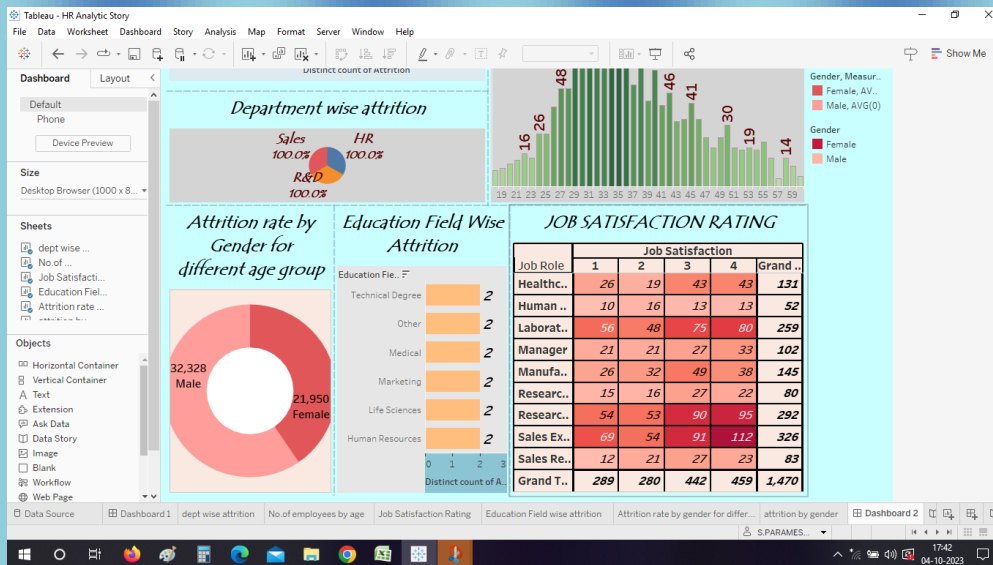 Tableau - HR Analytic Story
File Data Worksheet Dashboard Story Analysis Map Format Server Window Help
Show Me
Dashboard Layout
Default
Phone
Device Preview
Size
Desktop Browser (1000 x 8...
Sheets
dept wise ...
No.of ...
Job Satisfacti...
Education Fiel...
Attrition rate ...
Objects
Horizontal Container
Vertical Container
Text
Extension
Ask Data
Data Story
Image
Blank
Workflow
Web Page
Distinct count of Attrition
Department wise attrition
Sales HR
100.0% 100.0%
R&D
100.0%
16 26 48 46 41 30 19 14
19 21 23 25 27 29 31 33 35 37 39 41 43 45 47 49 51 53 55 57 59
Gender, Measur..
Female, AV..
Male, AVG(0)
Gender
Female
Male
Attrition rate by
Gender for
different age group
32,328
Male
21,950
Female
Education Field Wise
Attrition
Education Fie..
Technical Degree 2
Other 2
Medical 2
Marketing 2
Life Sciences 2
Human Resources 2
0 1 2 3
Distinct count of A..
JOB SATISFACTION RATING
Job Satisfaction
Job Role 1 2 3 4 Grand ..
Healthc.. 26 19 43 43 131
Human .. 10 16 13 13 52
Laborat.. 56 48 75 80 259
Manager 21 21 27 33 102
Manufa.. 26 32 49 38 145
Researc.. 15 16 27 22 80
Researc.. 54 53 90 95 292
Sales Ex.. 69 54 91 112 326
Sales Re.. 12 21 27 23 83
Grand T.. 289 280 442 459 1,470
Data Source Dashboard 1 dept wise attrition No.of employees by age Job Satisfaction Rating Education Field wise attrition Attrition rate by gender for differ... attrition by gender Dashboard 2
S.PARAMES...
17:42
04-10-2023